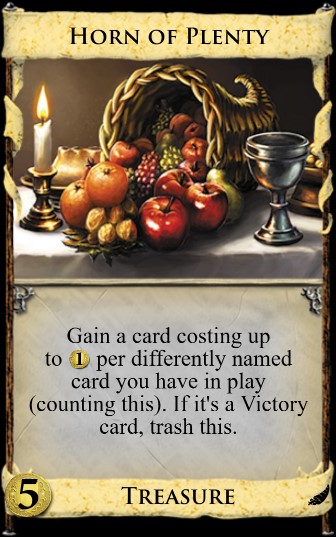 Horn of Plenty
Gain a card costing up
to 1 per differently named
card you have in play
(counting this). If it's a Victory
card, trash this.
5 Treasure